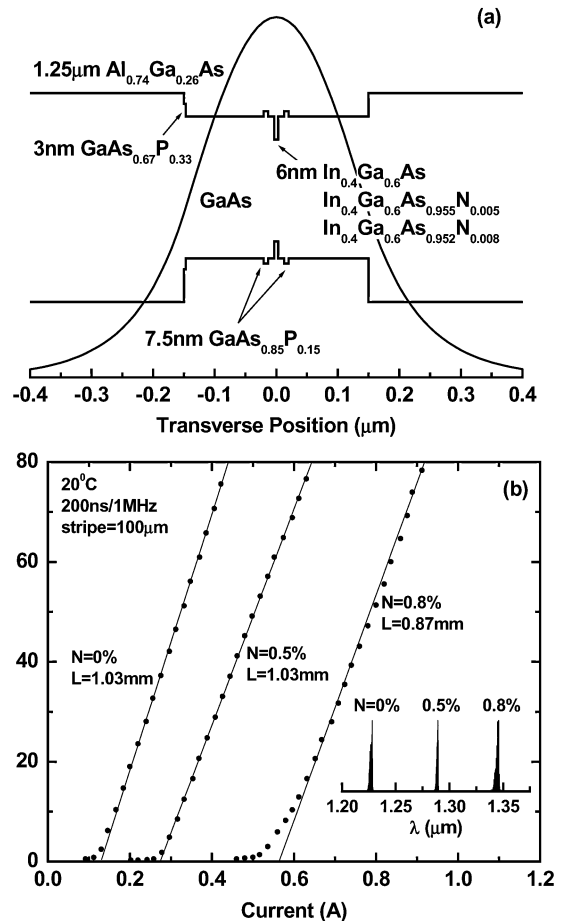 (a)
1.25μm Al0.74Ga0.26As
3nm GaAs0.67P0.33
6nm In0.4Ga0.6As
GaAs
In0.4Ga0.6As0.955N0.005
In0.4Ga0.6As0.952N0.008
7.5nm GaAs0.85P0.15
-0.4 -0.3 -0.2 -0.1 0.0 0.1 0.2 0.3 0.4
Transverse Position (μm)
80
20⁰C
(b)
200ns/1MHz
stripe=100μm
60
N=0.8%
L=0.87mm
N=0%
L=1.03mm
N=0.5%
L=1.03mm
40
N=0% 0.5% 0.8%
20
1.20 1.25 1.30 1.35
λ (μm)
0
0.0 0.2 0.4 0.6 0.8 1.0 1.2
Current (A)